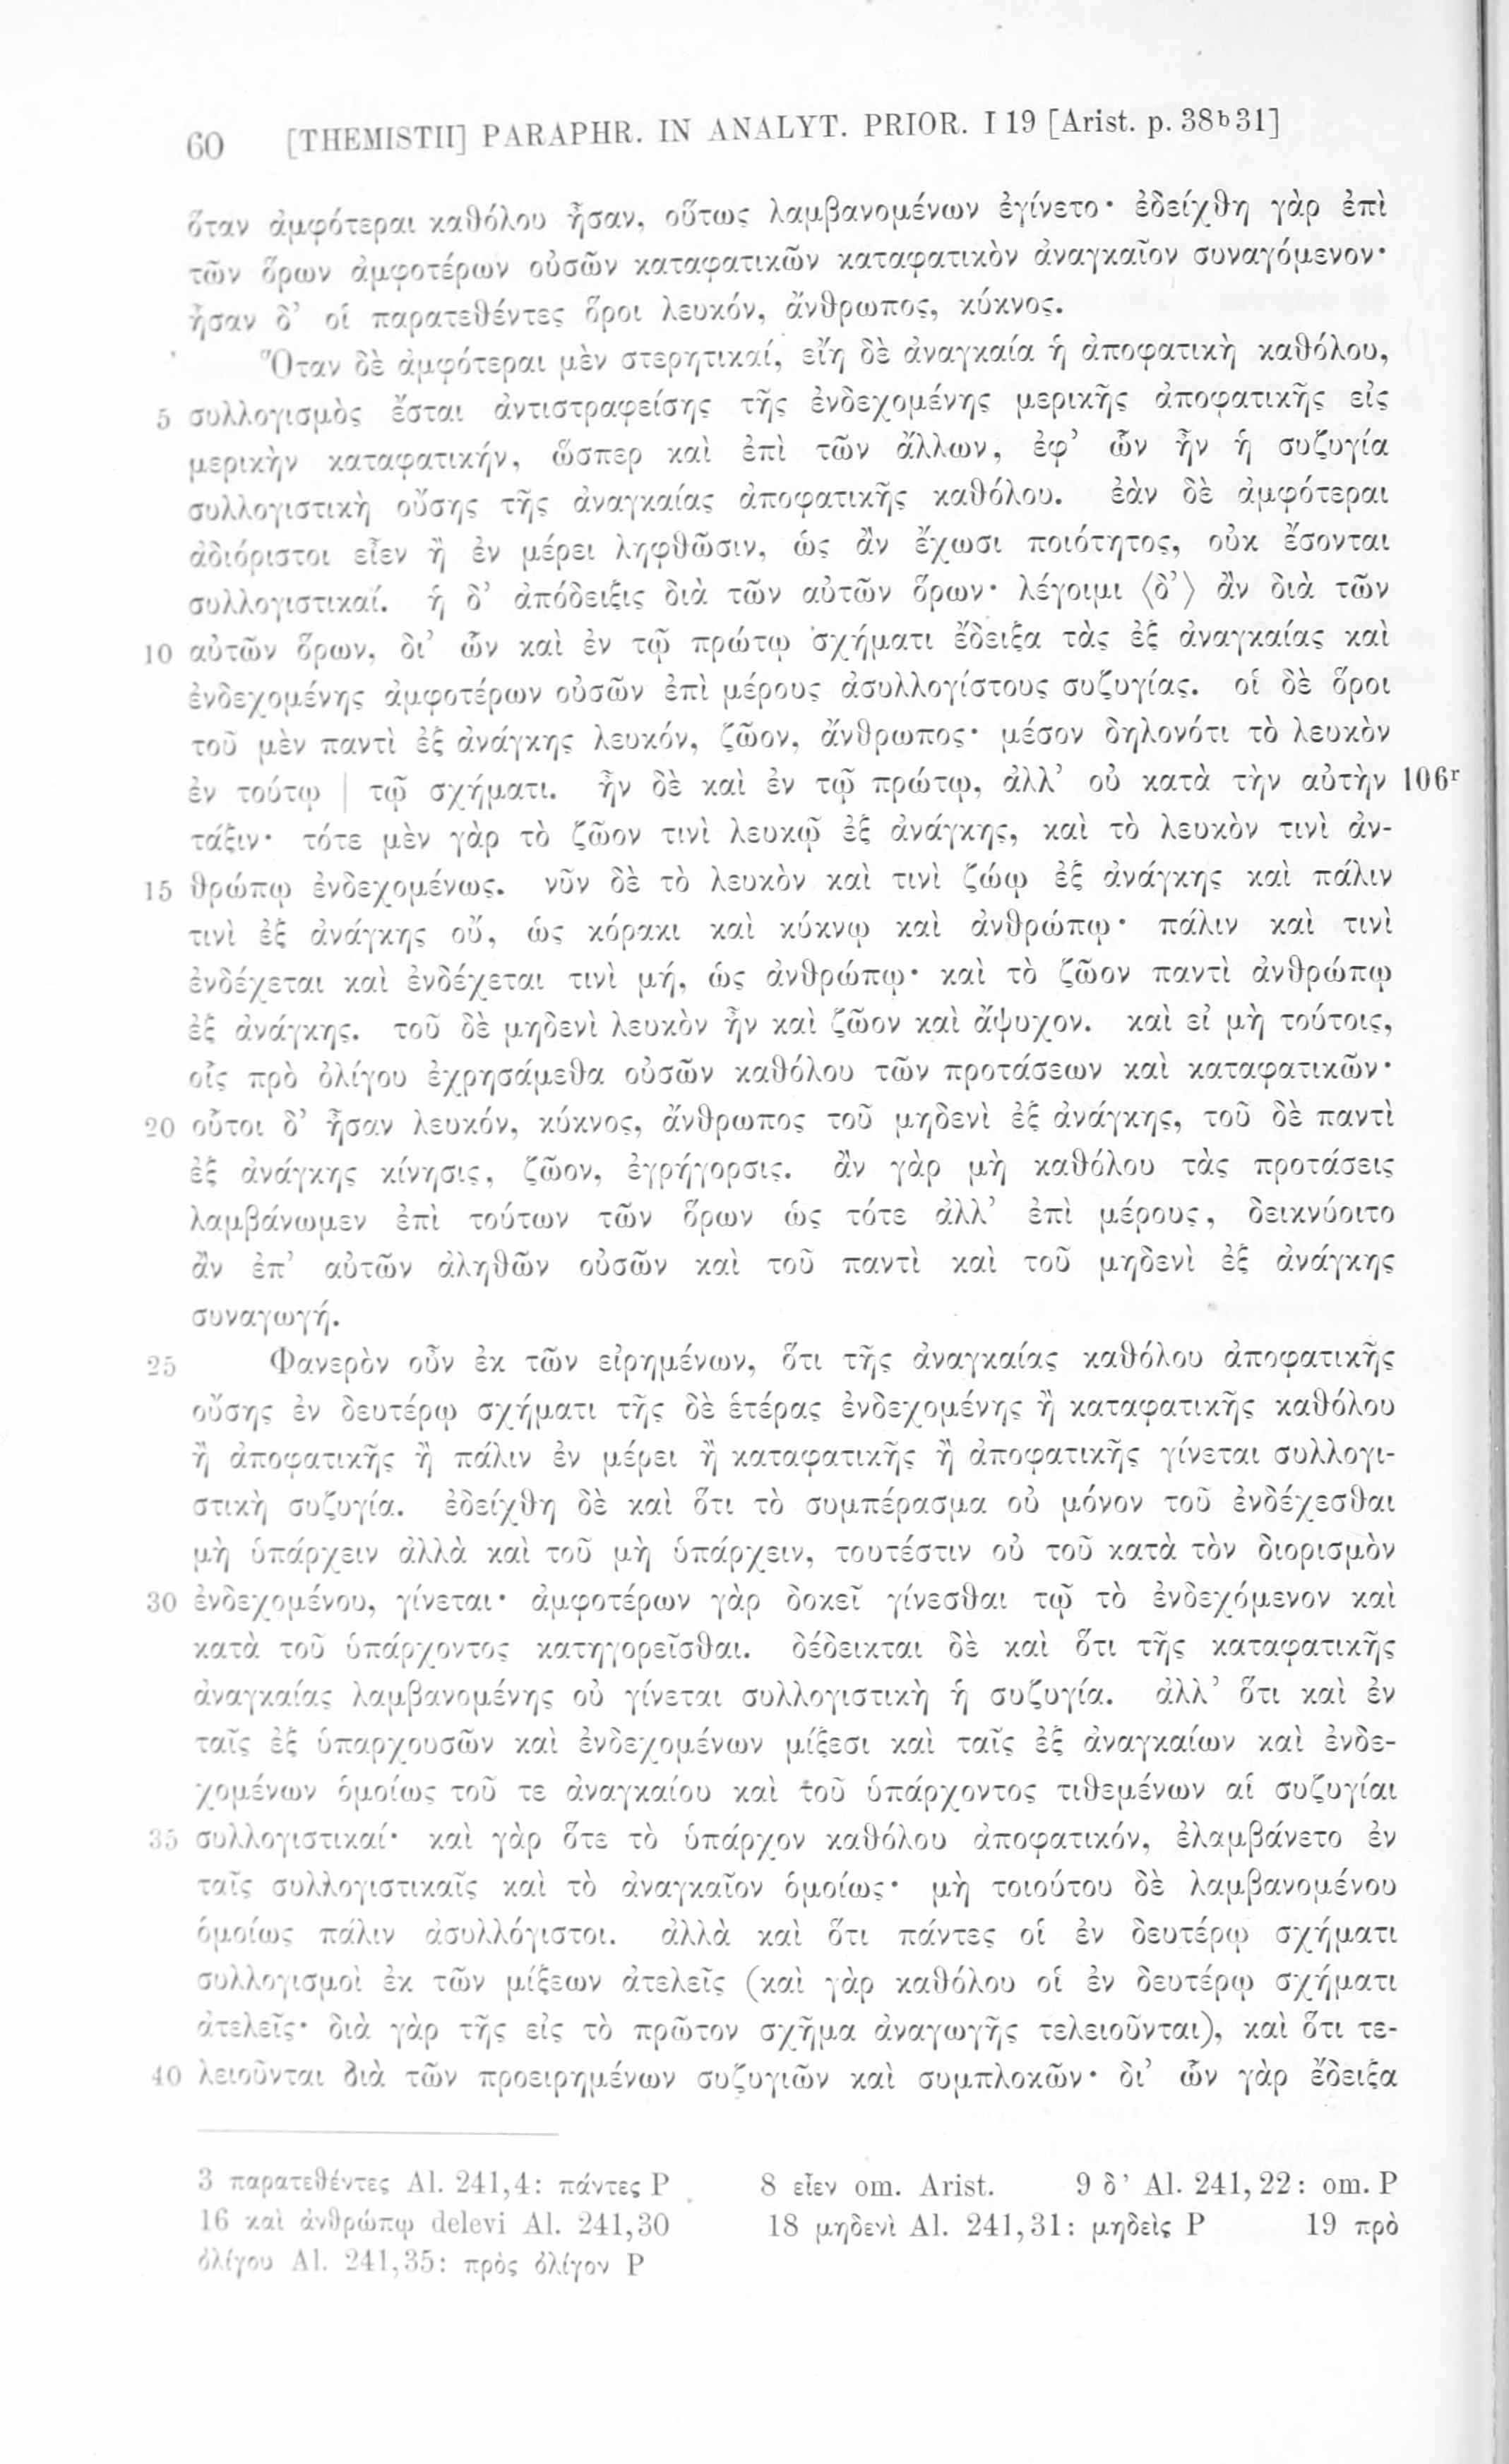 60 [THEMISTII] PARAPHR. IN ANALYT. PRIOR. I 19 [Arist. p. 38ᵇ31]
ὅταν ἀμφότεραι καθόλου ἦσαν, οὕτως λαμβανομένων ἐγίνετο· ἐδείχθη γὰρ ἐπὶ
τῶν ὅρων ἀμφοτέρων οὐσῶν καταφατικῶν καταφατικὸν ἀναγκαῖον συναγόμενον·
ἦσαν δ’ οἱ παρατεθέντες ὅροι λευκόν, ἄνθρωπος, κύκνος.
Ὅταν δὲ ἀμφότεραι μὲν στερητικαί, εἴη δὲ ἀναγκαία ἡ ἀποφατικὴ καθόλου,
5 συλλογισμὸς ἔσται ἀντιστραφείσης τῆς ἐνδεχομένης μερικῆς ἀποφατικῆς εἰς
μερικὴν καταφατικήν, ὥσπερ καὶ ἐπὶ τῶν ἄλλων, ἐφ’ ὧν ἦν ἡ συζυγία
συλλογιστικὴ οὔσης τῆς ἀναγκαίας ἀποφατικῆς καθόλου. ἐὰν δὲ ἀμφότεραι
ἀδιόριστοι εἶεν ἢ ἐν μέρει ληφθῶσιν, ὡς ἂν ἔχωσι ποιότητος, οὐκ ἔσονται
συλλογιστικαί. ἡ δ’ ἀπόδειξις διὰ τῶν αὐτῶν ὅρων· λέγοιμι ⟨δ’⟩ ἂν διὰ τῶν
10 αὐτῶν ὅρων, δι’ ὧν καὶ ἐν τῷ πρώτῳ σχήματι ἔδειξα τὰς ἐξ ἀναγκαίας καὶ
ἐνδεχομένης ἀμφοτέρων οὐσῶν ἐπὶ μέρους ἀσυλλογίστους συζυγίας. οἱ δὲ ὅροι
τοῦ μὲν παντὶ ἐξ ἀνάγκης λευκόν, ζῶον, ἄνθρωπος· μέσον δηλονότι τὸ λευκὸν
ἐν τούτῳ | τῷ σχήματι. ἦν δὲ καὶ ἐν τῷ πρώτῳ, ἀλλ’ οὐ κατὰ τὴν αὐτὴν 106ʳ
τάξιν· τότε μὲν γὰρ τὸ ζῶον τινὶ λευκῷ ἐξ ἀνάγκης, καὶ τὸ λευκὸν τινὶ ἀν-
15 θρώπῳ ἐνδεχομένως. νῦν δὲ τὸ λευκὸν καὶ τινὶ ζώῳ ἐξ ἀνάγκης καὶ πάλιν
τινὶ ἐξ ἀνάγκης οὔ, ὡς κόρακι καὶ κύκνῳ καὶ ἀνθρώπῳ· πάλιν καὶ τινὶ
ἐνδέχεται καὶ ἐνδέχεται τινὶ μή, ὡς ἀνθρώπῳ· καὶ τὸ ζῶον παντὶ ἀνθρώπῳ
ἐξ ἀνάγκης. τοῦ δὲ μηδενὶ λευκὸν ἦν καὶ ζῶον καὶ ἄψυχον. καὶ εἰ μὴ τούτοις,
οἷς πρὸ ὀλίγου ἐχρησάμεθα οὐσῶν καθόλου τῶν προτάσεων καὶ καταφατικῶν·
20 οὗτοι δ’ ἦσαν λευκόν, κύκνος, ἄνθρωπος τοῦ μηδενὶ ἐξ ἀνάγκης, τοῦ δὲ παντὶ
ἐξ ἀνάγκης κίνησις, ζῶον, ἐγρήγορσις. ἂν γὰρ μὴ καθόλου τὰς προτάσεις
λαμβάνωμεν ἐπὶ τούτων τῶν ὅρων ὡς τότε ἀλλ’ ἐπὶ μέρους, δεικνύοιτο
ἂν ἐπ’ αὐτῶν ἀληθῶν οὐσῶν καὶ τοῦ παντὶ καὶ τοῦ μηδενὶ ἐξ ἀνάγκης
συναγωγή.
25 Φανερὸν οὖν ἐκ τῶν εἰρημένων, ὅτι τῆς ἀναγκαίας καθόλου ἀποφατικῆς
οὔσης ἐν δευτέρῳ σχήματι τῆς δὲ ἑτέρας ἐνδεχομένης ἢ καταφατικῆς καθόλου
ἢ ἀποφατικῆς ἢ πάλιν ἐν μέρει ἢ καταφατικῆς ἢ ἀποφατικῆς γίνεται συλλογι-
στικὴ συζυγία. ἐδείχθη δὲ καὶ ὅτι τὸ συμπέρασμα οὐ μόνον τοῦ ἐνδέχεσθαι
μὴ ὑπάρχειν ἀλλὰ καὶ τοῦ μὴ ὑπάρχειν, τουτέστιν οὐ τοῦ κατὰ τὸν διορισμὸν
30 ἐνδεχομένου, γίνεται· ἀμφοτέρων γὰρ δοκεῖ γίνεσθαι τῷ τὸ ἐνδεχόμενον καὶ
κατὰ τοῦ ὑπάρχοντος κατηγορεῖσθαι. δέδεικται δὲ καὶ ὅτι τῆς καταφατικῆς
ἀναγκαίας λαμβανομένης οὐ γίνεται συλλογιστικὴ ἡ συζυγία. ἀλλ’ ὅτι καὶ ἐν
ταῖς ἐξ ὑπαρχουσῶν καὶ ἐνδεχομένων μίξεσι καὶ ταῖς ἐξ ἀναγκαίων καὶ ἐνδε-
χομένων ὁμοίως τοῦ τε ἀναγκαίου καὶ τοῦ ὑπάρχοντος τιθεμένων αἱ συζυγίαι
35 συλλογιστικαί· καὶ γὰρ ὅτε τὸ ὑπάρχον καθόλου ἀποφατικόν, ἐλαμβάνετο ἐν
ταῖς συλλογιστικαῖς καὶ τὸ ἀναγκαῖον ὁμοίως· μὴ τοιούτου δὲ λαμβανομένου
ὁμοίως πάλιν ἀσυλλόγιστοι. ἀλλὰ καὶ ὅτι πάντες οἱ ἐν δευτέρῳ σχήματι
συλλογισμοὶ ἐκ τῶν μίξεων ἀτελεῖς (καὶ γὰρ καθόλου οἱ ἐν δευτέρῳ σχήματι
ἀτελεῖς· διὰ γὰρ τῆς εἰς τὸ πρῶτον σχῆμα ἀναγωγῆς τελειοῦνται), καὶ ὅτι τε-
40 λειοῦνται διὰ τῶν προειρημένων συζυγιῶν καὶ συμπλοκῶν· δι’ ὧν γὰρ ἔδειξα
3 παρατεθέντες Al. 241,4: πάντες P 8 εἶεν om. Arist. 9 δ’ Al. 241,22: om. P
16 καὶ ἀνθρώπῳ delevi Al. 241,30 18 μηδενὶ Al. 241,31: μηδεὶς P 19 πρὸ
ὀλίγου Al. 241,35: πρὸς ὀλίγον P